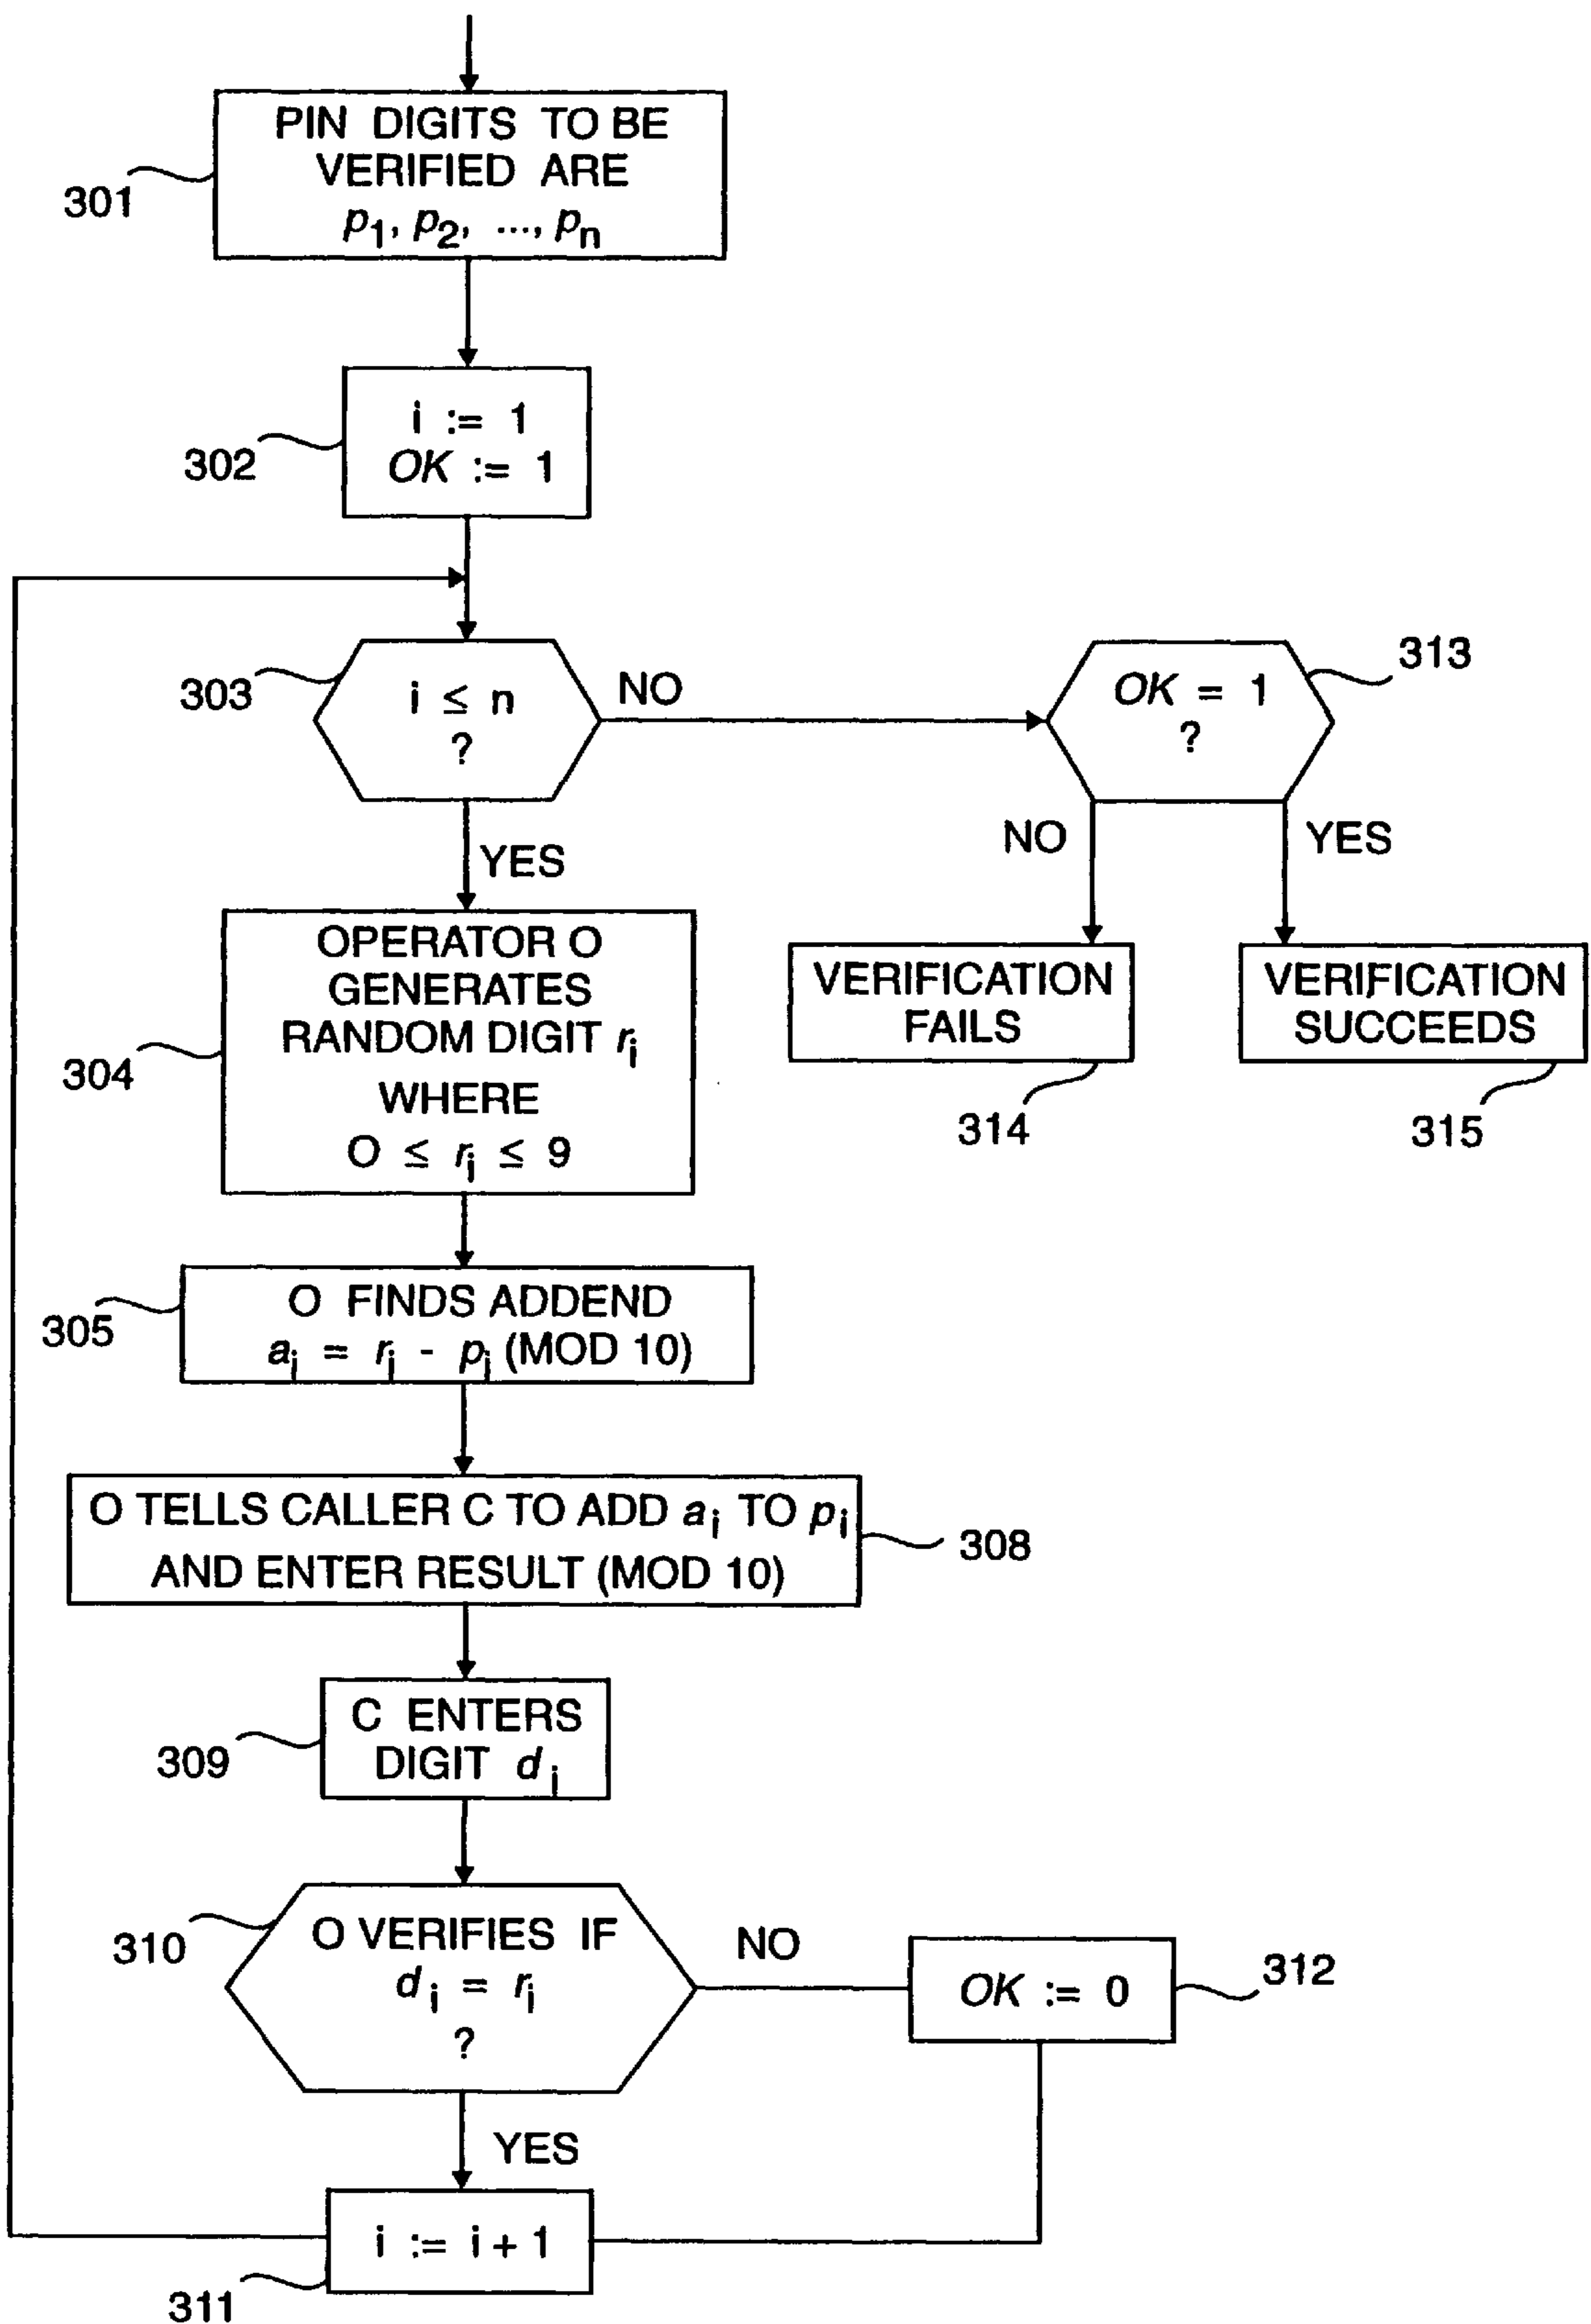 PIN DIGITS TO BE
VERIFIED ARE
p1, p2, ..., pn
301
i := 1
OK := 1
302
i ≤ n
?
303
NO
YES
OK = 1
?
313
NO
YES
OPERATOR O
GENERATES
RANDOM DIGIT ri
WHERE
O ≤ ri ≤ 9
304
VERIFICATION
FAILS
314
VERIFICATION
SUCCEEDS
315
O FINDS ADDEND
ai = ri - pi (MOD 10)
305
O TELLS CALLER C TO ADD ai TO pi
AND ENTER RESULT (MOD 10)
308
C ENTERS
DIGIT di
309
O VERIFIES IF
di = ri
?
310
NO
YES
OK := 0
312
i := i + 1
311